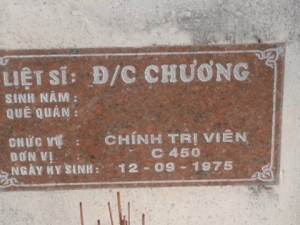 LIỆT SĨ: Đ/C CHƯƠNG
SINH NĂM:
QUÊ QUÁN:
CHỨC VỤ : CHÍNH TRỊ VIÊN
ĐƠN VỊ : C 450
NGÀY HY SINH: 12-09-1975